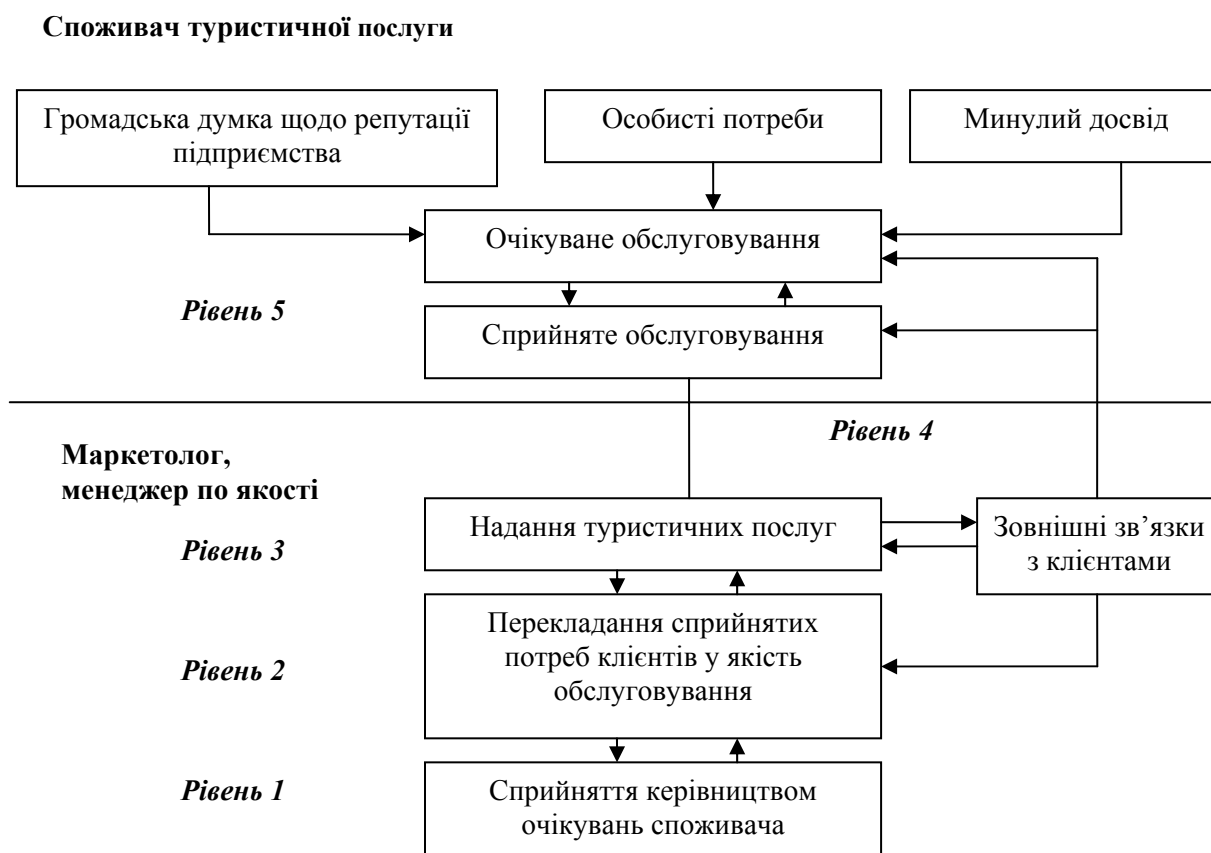 Споживач туристичної послуги
Громадська думка щодо репутації
підприємства
Особисті потреби
Минулий досвід
Очікуване обслуговування
Рівень 5
Сприйняте обслуговування
Рівень 4
Маркетолог,
менеджер по якості
Надання туристичних послуг
Зовнішні зв’язки
з клієнтами
Рівень 3
Перекладання сприйнятих
потреб клієнтів у якість
обслуговування
Рівень 2
Рівень 1
Сприйняття керівництвом
очікувань споживача